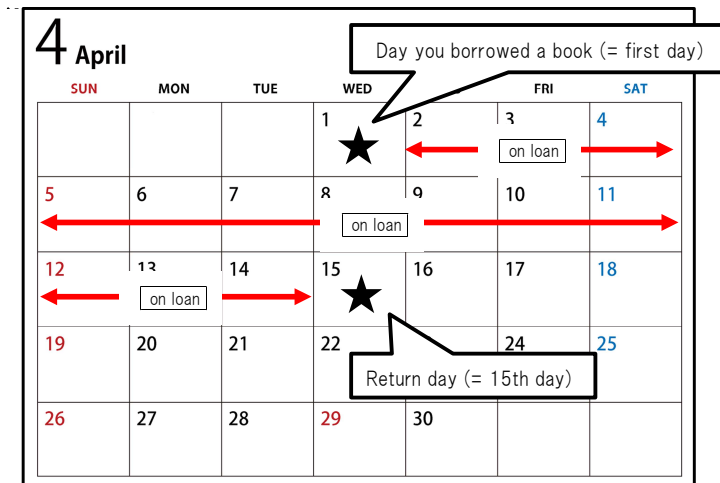 4 April
Day you borrowed a book (= first day)
SUN MON TUE WED FRI SAT
1 2 3 4
on loan
5 6 7 8 9 10 11
on loan
12 13 14 15 16 17 18
on loan
19 20 21 22 24 25
Return day (= 15th day)
26 27 28 29 30